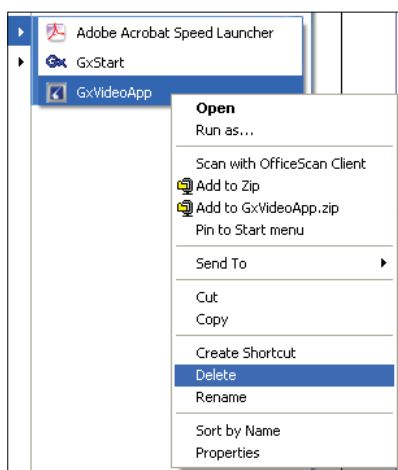 Adobe Acrobat Speed Launcher
GxStart
GxVideoApp
Open
Run as...
Scan with OfficeScan Client
Add to Zip
Add to GxVideoApp.zip
Pin to Start menu
Send To
Cut
Copy
Create Shortcut
Delete
Rename
Sort by Name
Properties